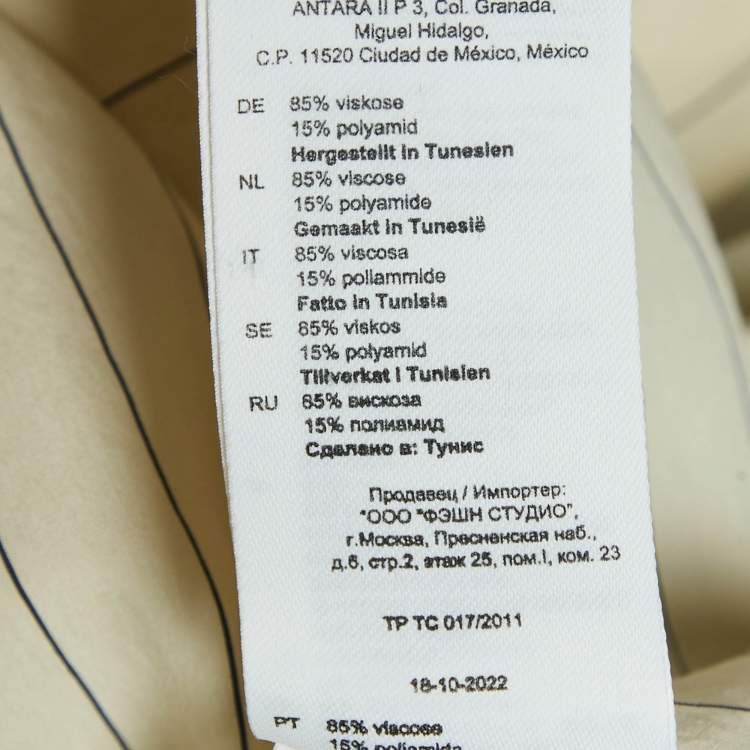 ANTARA II P 3, Col. Granada,
Miguel Hidalgo,
C.P. 11520 Ciudad de México, México
DE 85% viskose
15% polyamid
Hergestellt in Tunesien
NL 85% viscose
15% polyamide
Gemaakt in Tunesië
IT 85% viscosa
15% poliammide
Fatto in Tunisia
SE 85% viskos
15% polyamid
Tillverkat i Tunisien
RU 85% вискоза
15% полиамид
Сделано в: Тунис
Продавец / Импортер:
"ООО "ФЭШН СТУДИО",
г.Москва, Пресненская наб.,
д.6, стр.2, этаж 25, пом.I, ком. 23
ТР ТС 017/2011
18-10-2022
PT 85% viscose
15% poliamida